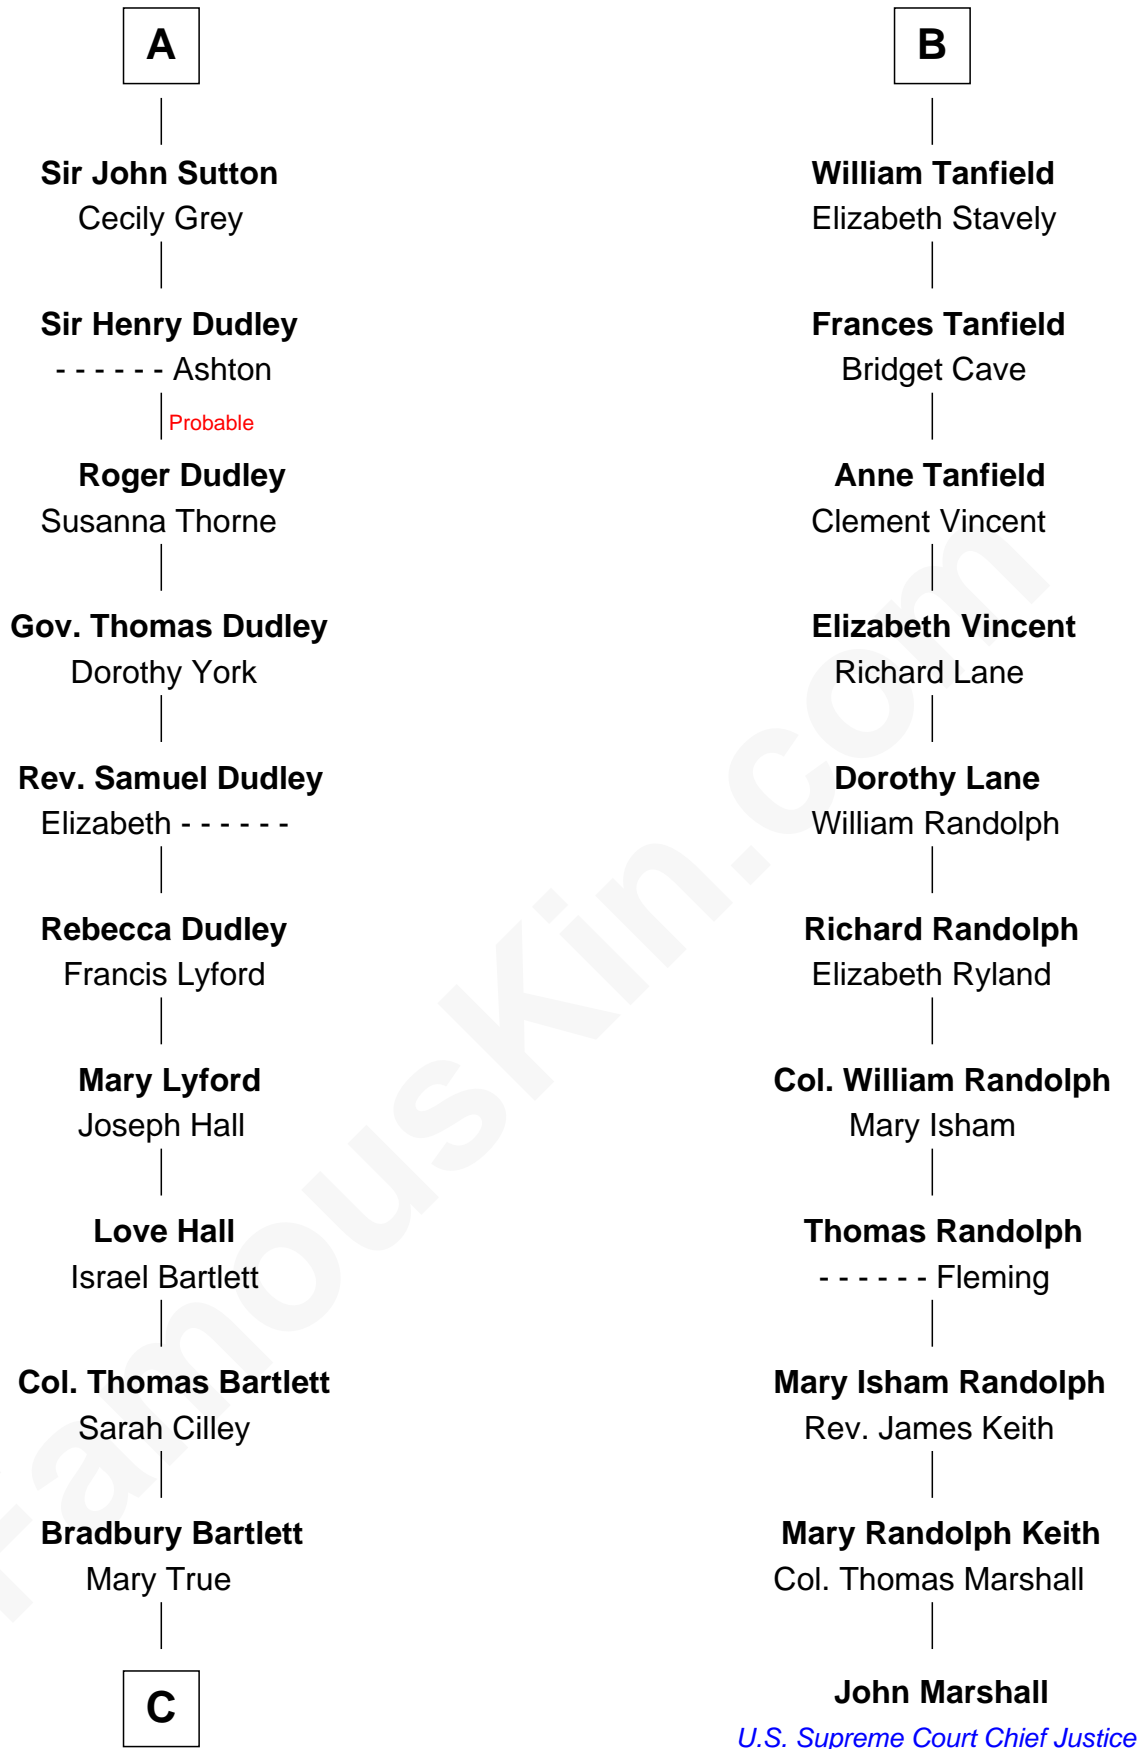 A
Sir John Sutton
Cecily Grey
Sir Henry Dudley
- - - - - - Ashton
Probable
Roger Dudley
Susanna Thorne
Gov. Thomas Dudley
Dorothy York
Rev. Samuel Dudley
Elizabeth - - - - - -
Rebecca Dudley
Francis Lyford
Mary Lyford
Joseph Hall
Love Hall
Israel Bartlett
Col. Thomas Bartlett
Sarah Cilley
Bradbury Bartlett
Mary True
C
B
William Tanfield
Elizabeth Stavely
Frances Tanfield
Bridget Cave
Anne Tanfield
Clement Vincent
Elizabeth Vincent
Richard Lane
Dorothy Lane
William Randolph
Richard Randolph
Elizabeth Ryland
Col. William Randolph
Mary Isham
Thomas Randolph
- - - - - - Fleming
Mary Isham Randolph
Rev. James Keith
Mary Randolph Keith
Col. Thomas Marshall
John Marshall
U.S. Supreme Court Chief Justice
FamousKin.com